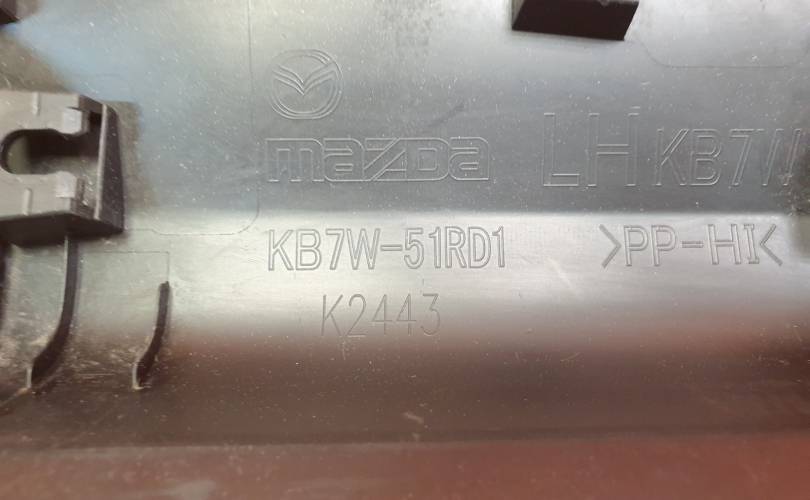 mazda LH KB7W
KB7W-51RD1 >PP-HI<
K2443